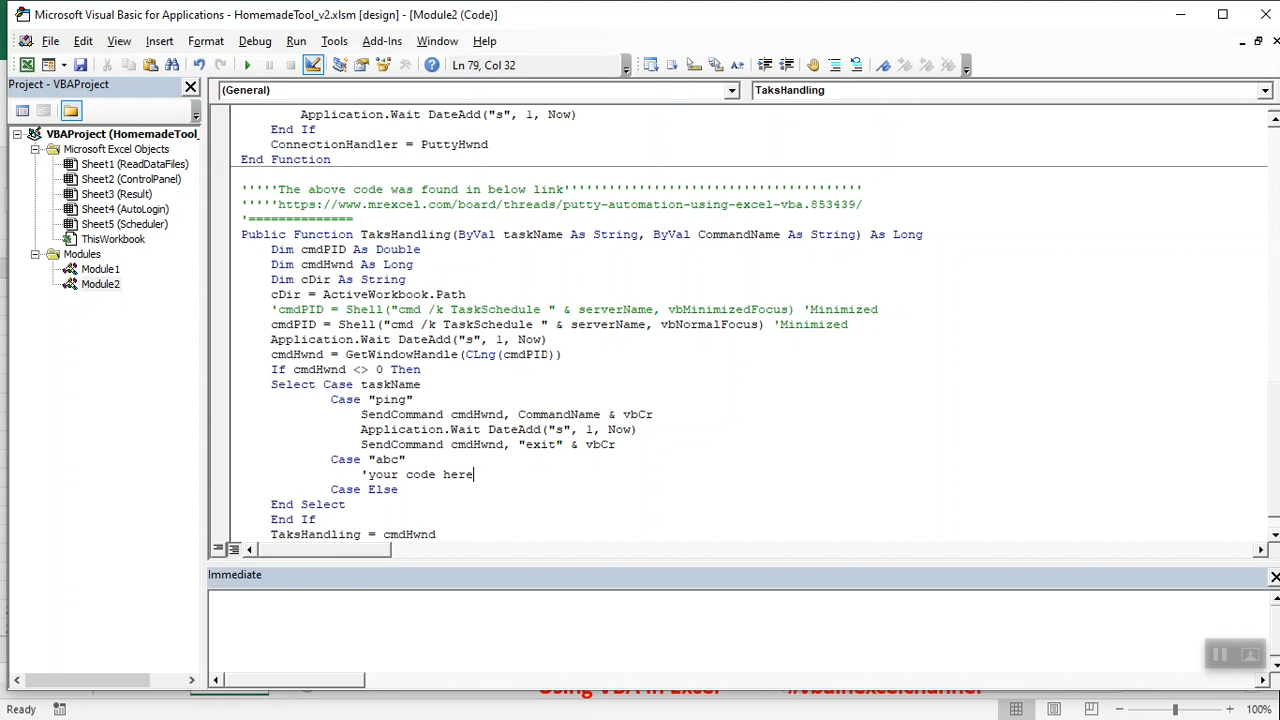 Microsoft Visual Basic for Applications - HomemadeTool_v2.xlsm [design] - [Module2 (Code)]
File Edit View Insert Format Debug Run Tools Add-Ins Window Help
Ln 79, Col 32
Project - VBAProject
(General)
TaksHandling
VBAProject (HomemadeTool_
Microsoft Excel Objects
Sheet1 (ReadDataFiles)
Sheet2 (ControlPanel)
Sheet3 (Result)
Sheet4 (AutoLogin)
Sheet5 (Scheduler)
ThisWorkbook
Modules
Module1
Module2
Application.Wait DateAdd("s", 1, Now)
End If
ConnectionHandler = PuttyHwnd
End Function
'''''The above code was found in below link''''''''''''''''''''''''''''''''''''''''
'''''https://www.mrexcel.com/board/threads/putty-automation-using-excel-vba.853439/
'==============
Public Function TaksHandling(ByVal taskName As String, ByVal CommandName As String) As Long
Dim cmdPID As Double
Dim cmdHwnd As Long
Dim cDir As String
cDir = ActiveWorkbook.Path
'cmdPID = Shell("cmd /k TaskSchedule " & serverName, vbMinimizedFocus) 'Minimized
cmdPID = Shell("cmd /k TaskSchedule " & serverName, vbNormalFocus) 'Minimized
Application.Wait DateAdd("s", 1, Now)
cmdHwnd = GetWindowHandle(CLng(cmdPID))
If cmdHwnd <> 0 Then
Select Case taskName
Case "ping"
SendCommand cmdHwnd, CommandName & vbCr
Application.Wait DateAdd("s", 1, Now)
SendCommand cmdHwnd, "exit" & vbCr
Case "abc"
'your code here
Case Else
End Select
End If
TaksHandling = cmdHwnd
Immediate
Using VBA in Excel #vbainexcelchannel
Ready
100%